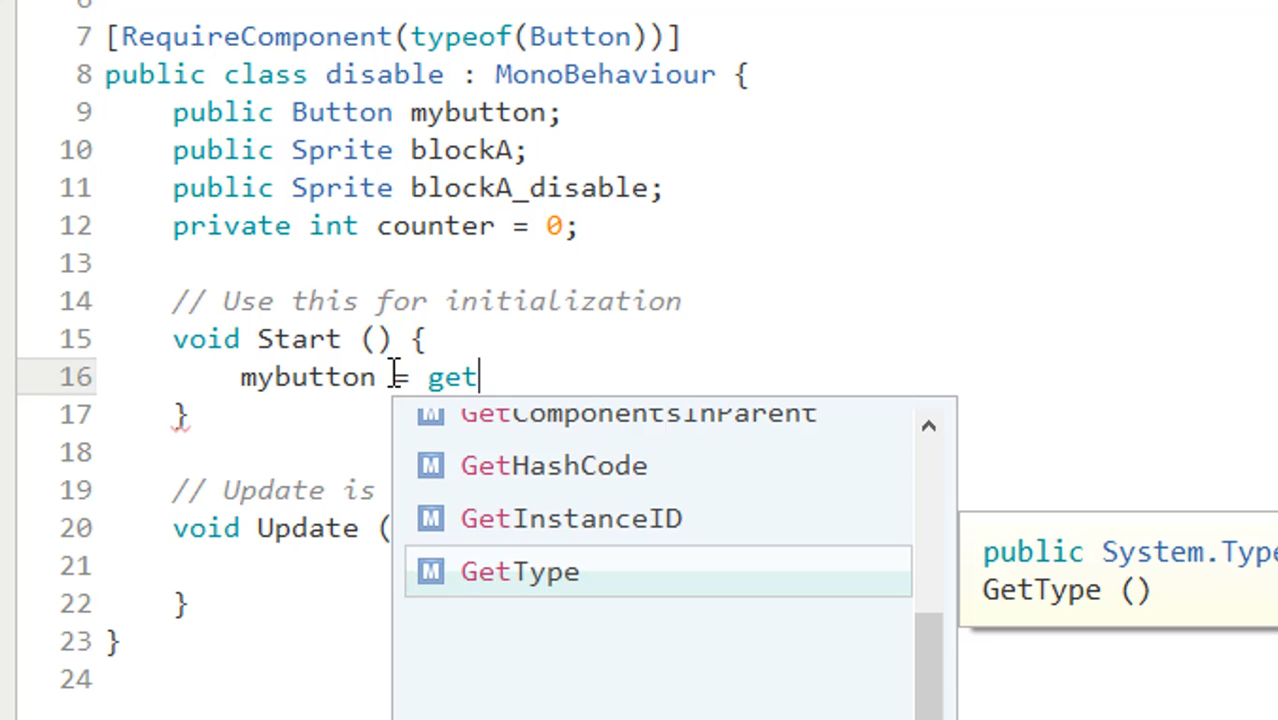 6
7 [RequireComponent(typeof(Button))]
8 public class disable : MonoBehaviour {
9 public Button mybutton;
10 public Sprite blockA;
11 public Sprite blockA_disable;
12 private int counter = 0;
13
14 // Use this for initialization
15 void Start () {
16 mybutton = get
17 }
GetComponentsInParent
18
GetHashCode
19 // Update is
GetInstanceID
20 void Update (
public System.Type
21
GetType
GetType ()
22 }
23 }
24